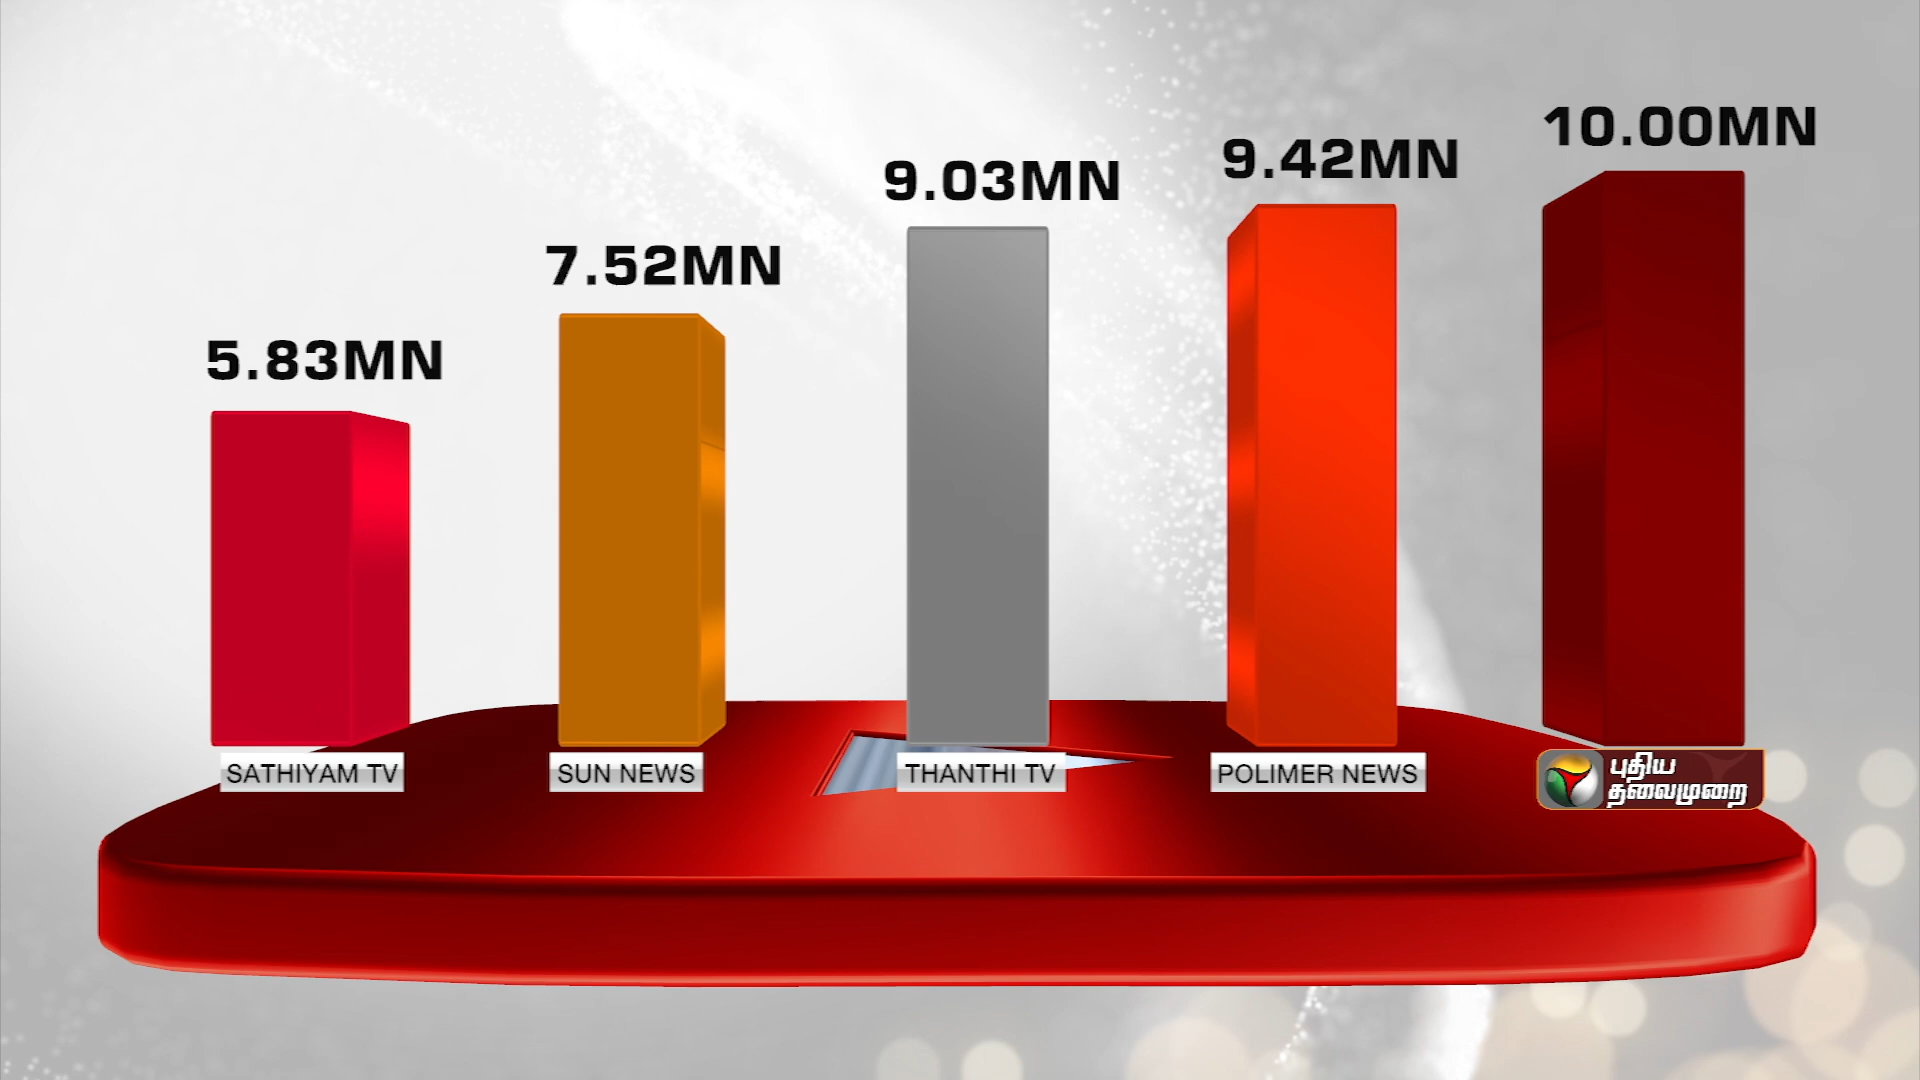 10.00MN
9.42MN
9.03MN
7.52MN
5.83MN
SATHIYAM TV
SUN NEWS
THANTHI TV
POLIMER NEWS
புதிய
தலைமுறை